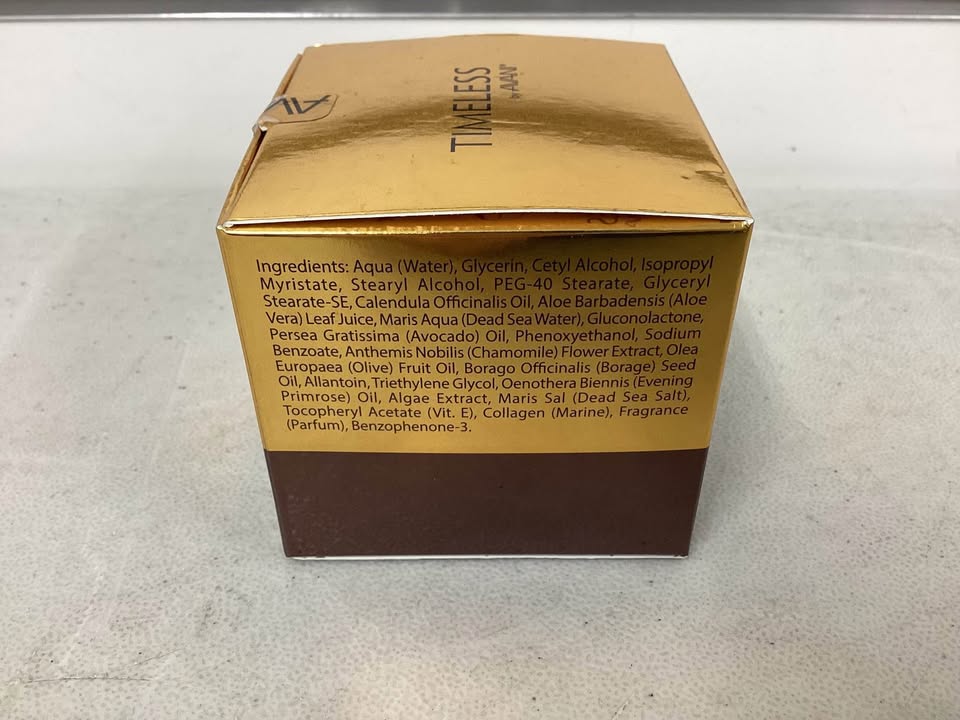 TIMELESS
by AVANI
Ingredients: Aqua (Water), Glycerin, Cetyl Alcohol, Isopropyl
Myristate, Stearyl Alcohol, PEG-40 Stearate, Glyceryl
Stearate-SE, Calendula Officinalis Oil, Aloe Barbadensis (Aloe
Vera) Leaf Juice, Maris Aqua (Dead Sea Water), Gluconolactone,
Persea Gratissima (Avocado) Oil, Phenoxyethanol, Sodium
Benzoate, Anthemis Nobilis (Chamomile) Flower Extract, Olea
Europaea (Olive) Fruit Oil, Borago Officinalis (Borage) Seed
Oil, Allantoin, Triethylene Glycol, Oenothera Biennis (Evening
Primrose) Oil, Algae Extract, Maris Sal (Dead Sea Salt),
Tocopheryl Acetate (Vit. E), Collagen (Marine), Fragrance
(Parfum), Benzophenone-3.